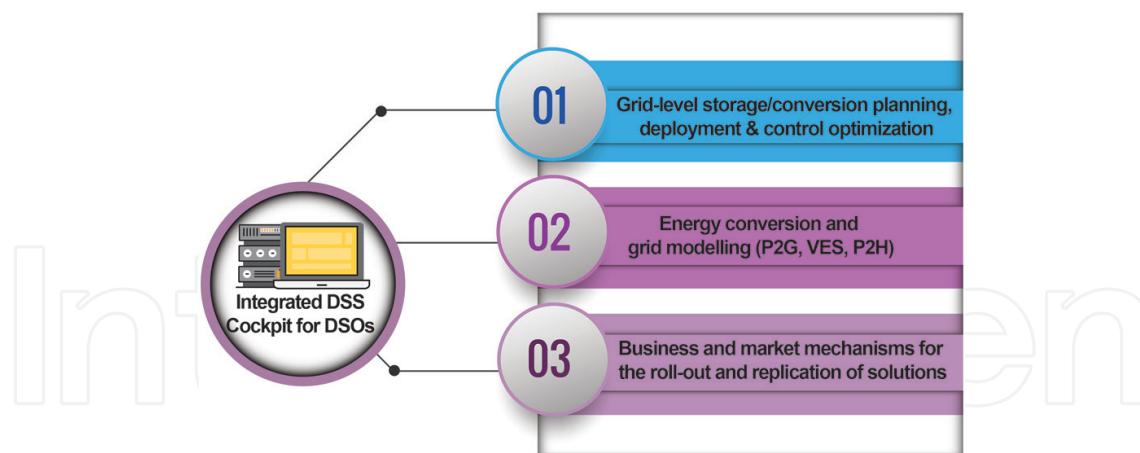 01
Grid-level storage/conversion planning,
deployment & control optimization
02
Energy conversion and
grid modelling (P2G, VES, P2H)
Integrated DSS
Cockpit for DSOs
03
Business and market mechanisms for
the roll-out and replication of solutions